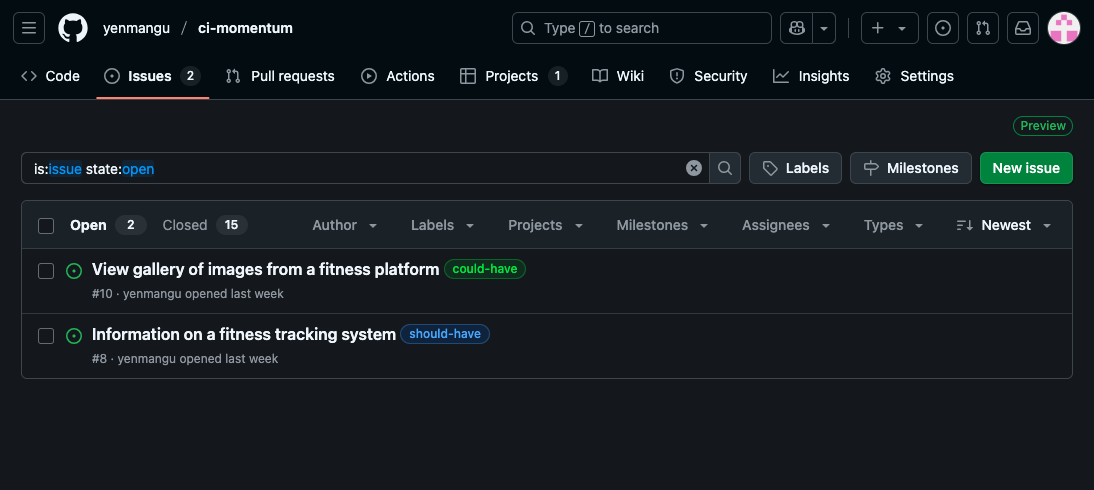 yenmangu / ci-momentum Type / to search
Code Issues 2 Pull requests Actions Projects 1 Wiki Security Insights Settings
Preview
is:issue state:open Labels Milestones New issue
Open 2 Closed 15 Author Labels Projects Milestones Assignees Types Newest
View gallery of images from a fitness platform could-have
#10 · yenmangu opened last week
Information on a fitness tracking system should-have
#8 · yenmangu opened last week